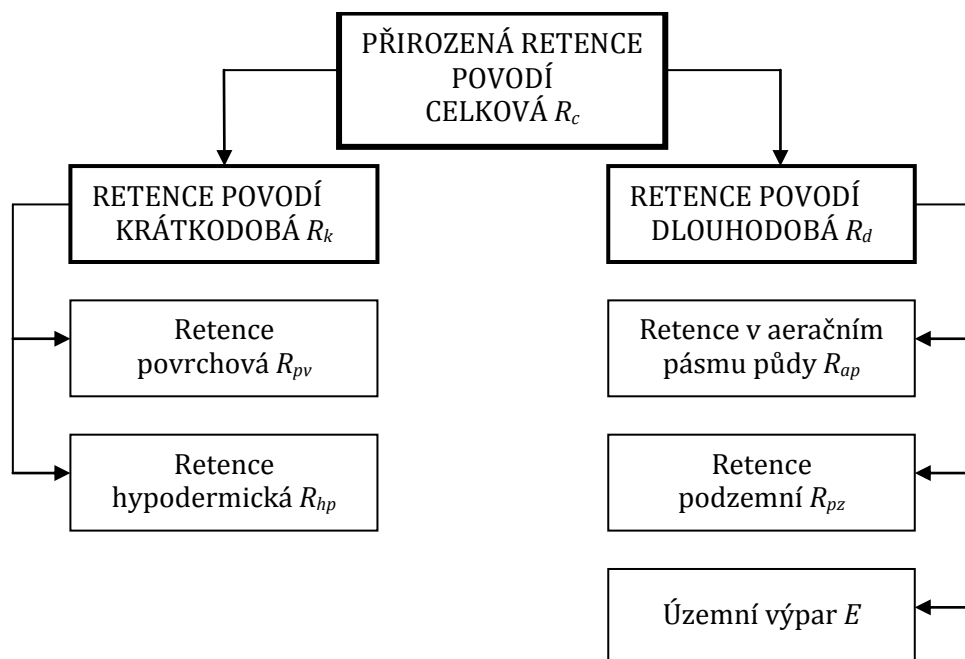 PŘIROZENÁ RETENCE
POVODÍ
CELKOVÁ Rc
RETENCE POVODÍ
KRÁTKODOBÁ Rk
Retence
povrchová Rpv
Retence
hypodermická Rhp
RETENCE POVODÍ
DLOUHODOBÁ Rd
Retence v aeračním
pásmu půdy Rap
Retence
podzemní Rpz
Územní výpar E